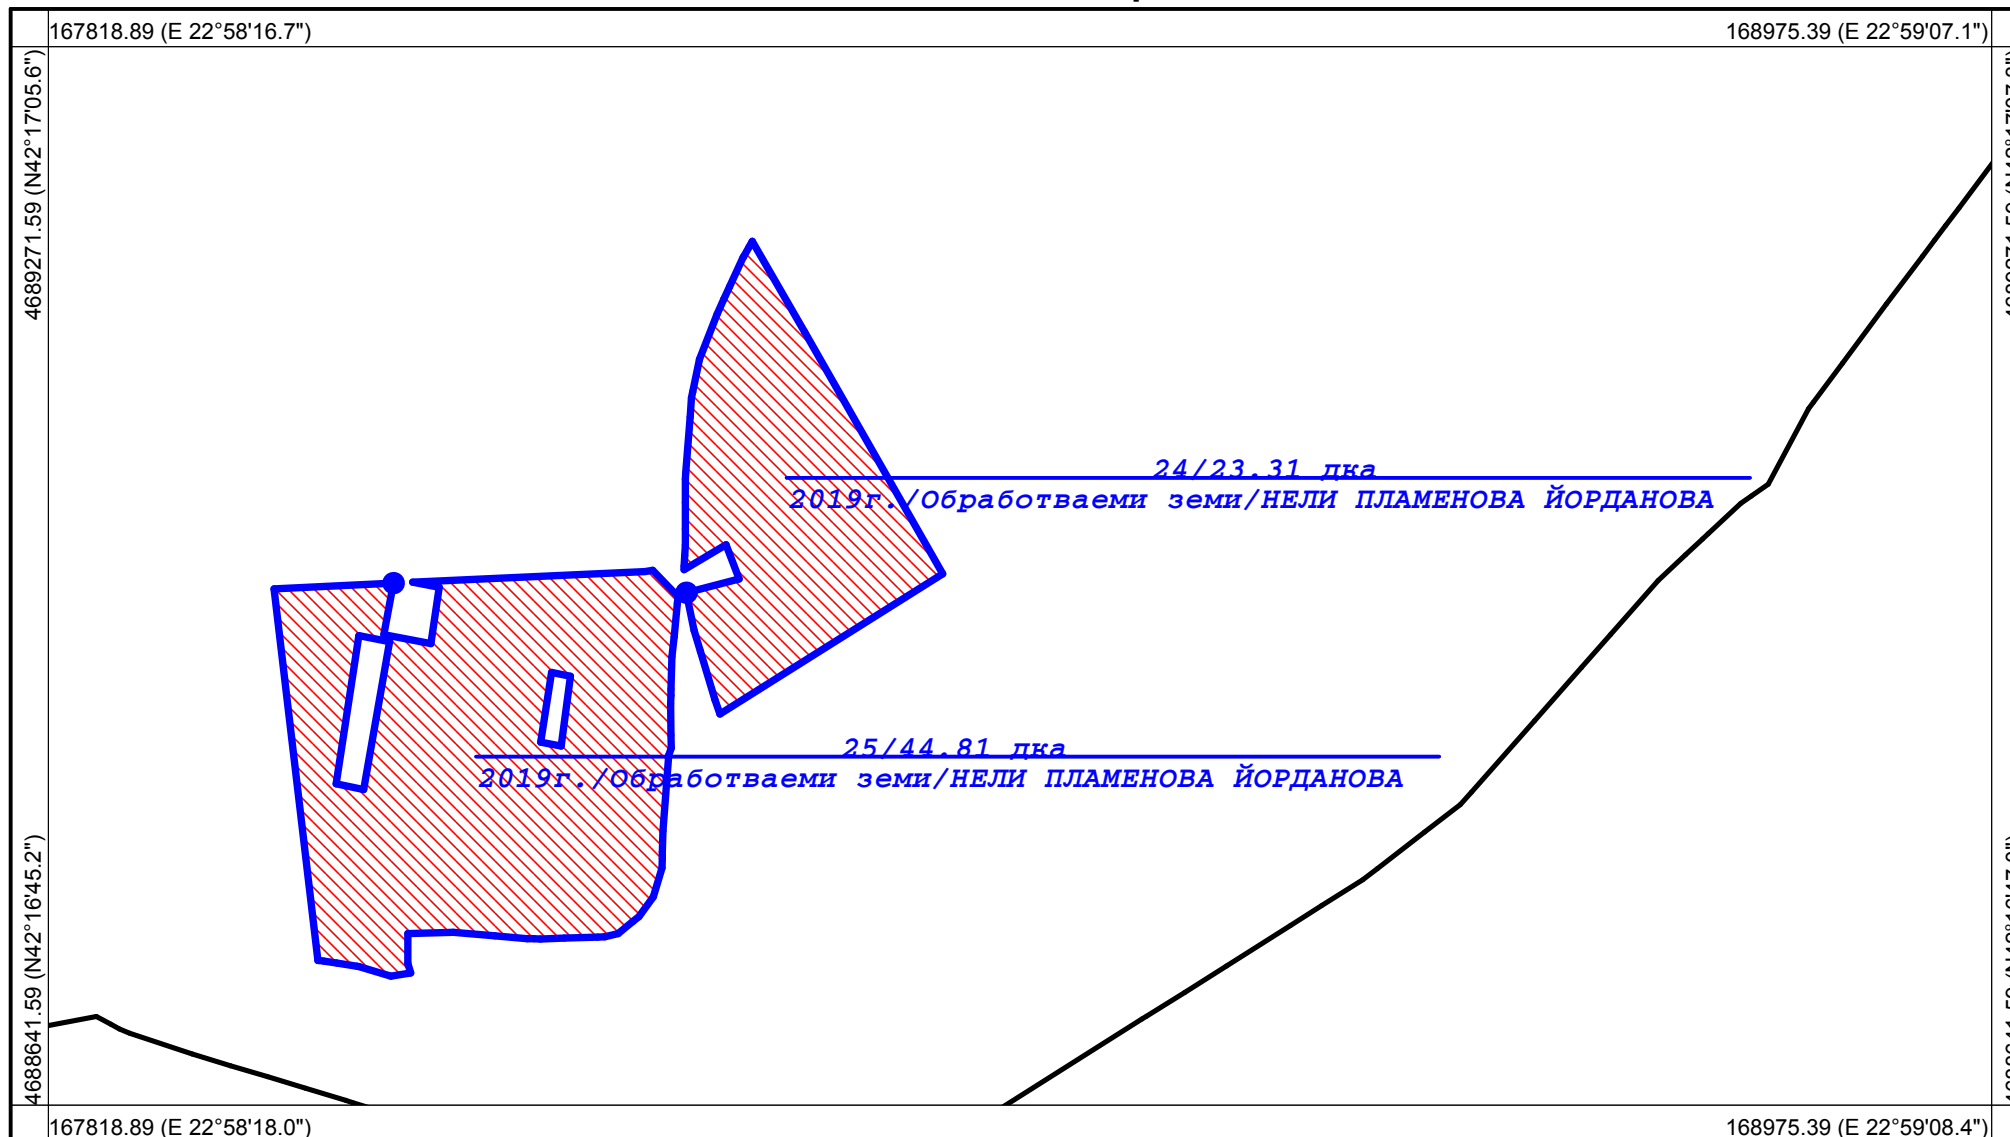 167818.89 (E 22°58'16.7")
168975.39 (E 22°59'07.1")
4689271.59 (N42°17'05.6")
24/23.31 дка
2019г./Обработваеми земи/НЕЛИ ПЛАМЕНОВА ЙОРДАНОВА
25/44.81 дка
2019г./Обработваеми земи/НЕЛИ ПЛАМЕНОВА ЙОРДАНОВА
4688641.59 (N42°16'45.2")
167818.89 (E 22°58'18.0")
168975.39 (E 22°59'08.4")